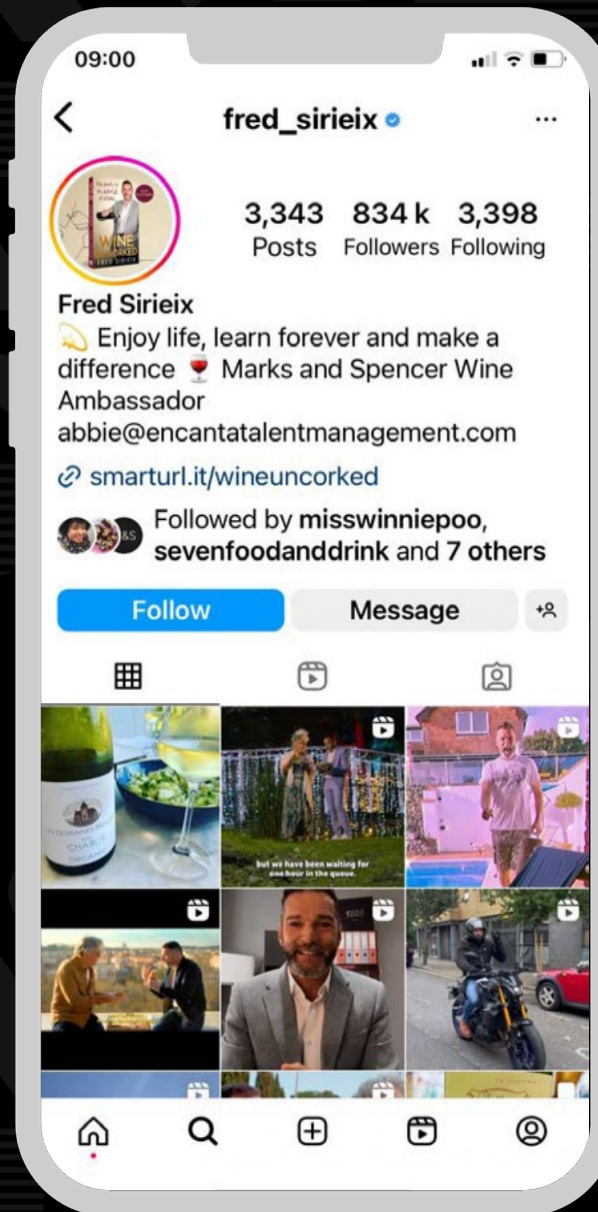 09:00
fred_sirieix
3,343 834 k 3,398
Posts Followers Following
WINE
FRED SIRIEIX
Fred Sirieix
💫 Enjoy life, learn forever and make a
difference 🍷 Marks and Spencer Wine
Ambassador
abbie@encantatalentmanagement.com
smarturl.it/wineuncorked
&S
Followed by misswinniepoo,
sevenfoodanddrink and 7 others
Follow Message
CHABLIS
but we have been waiting for
one hour in the queue.